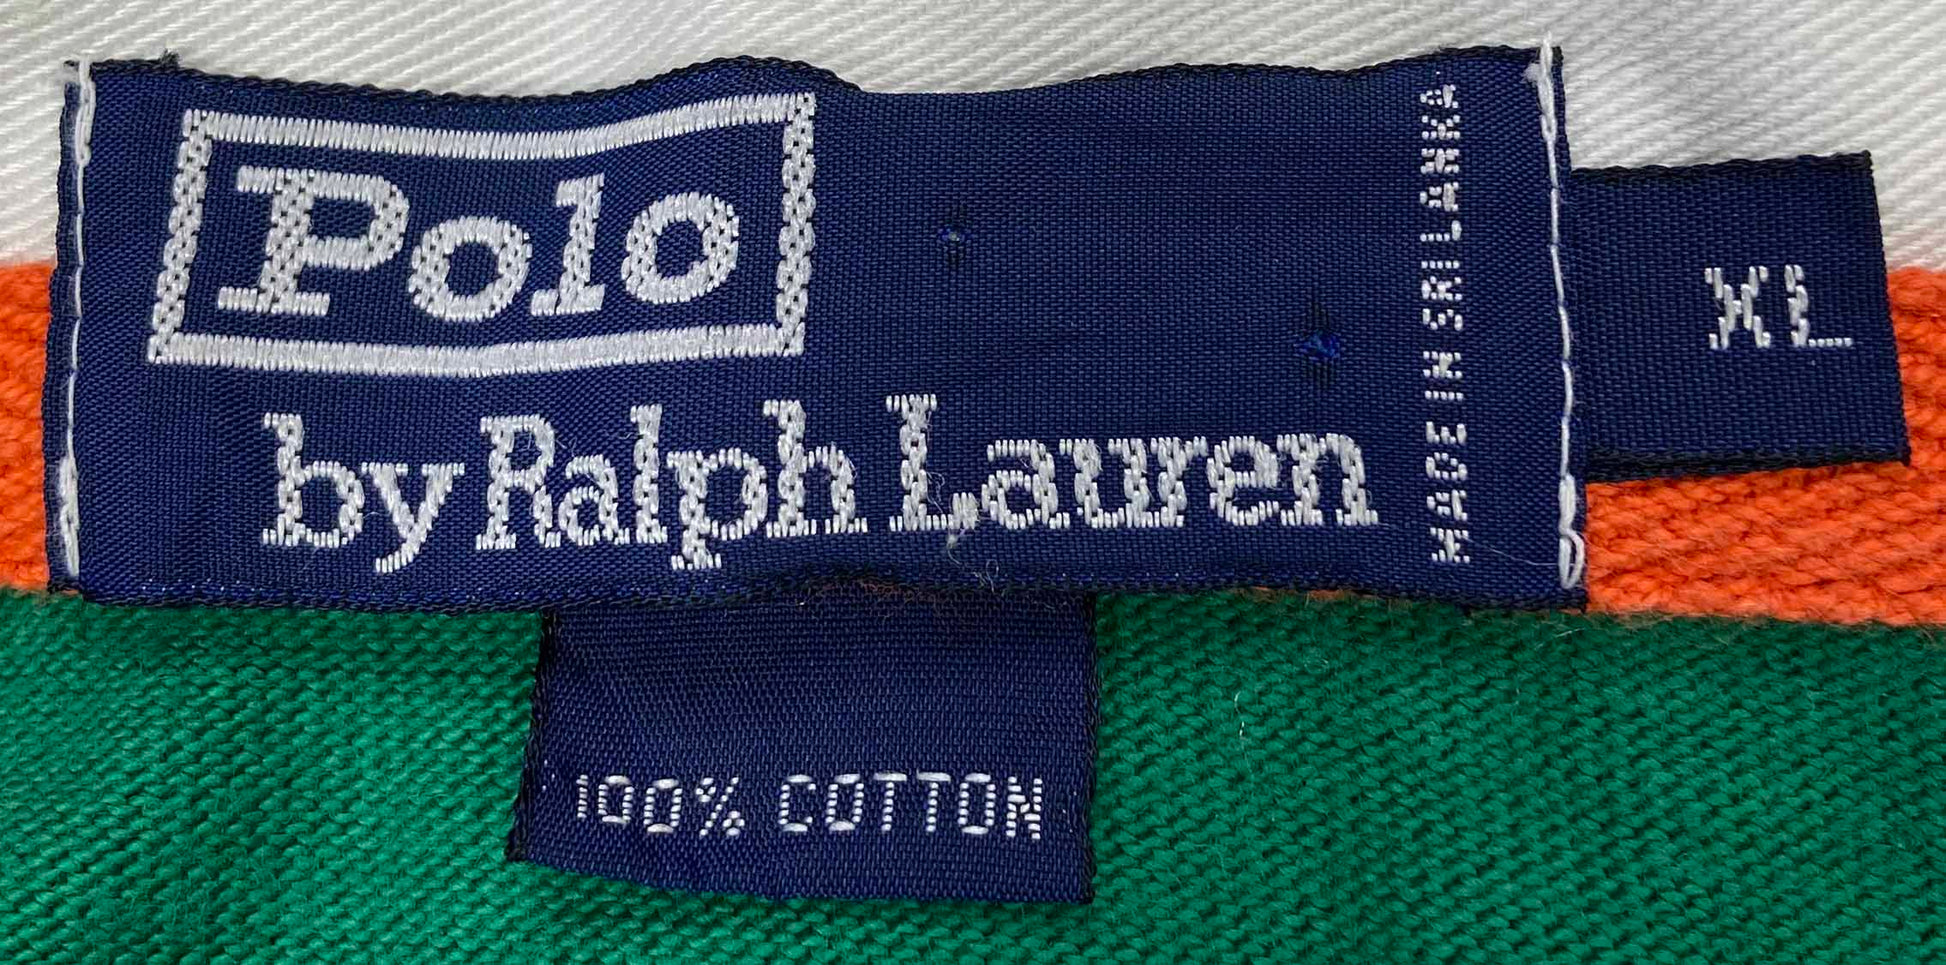 Polo
by Ralph Lauren
MADE IN SRI LANKA
XL
100% COTTON